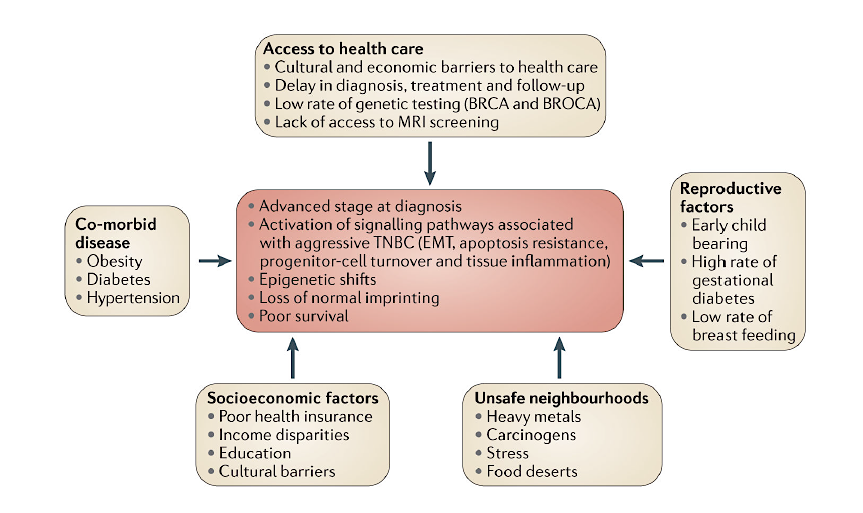 Access to health care
• Cultural and economic barriers to health care
• Delay in diagnosis, treatment and follow-up
• Low rate of genetic testing (BRCA and BROCA)
• Lack of access to MRI screening
Co-morbid
disease
• Obesity
• Diabetes
• Hypertension
• Advanced stage at diagnosis
• Activation of signalling pathways associated
with aggressive TNBC (EMT, apoptosis resistance,
progenitor-cell turnover and tissue inflammation)
• Epigenetic shifts
• Loss of normal imprinting
• Poor survival
Reproductive
factors
• Early child
bearing
• High rate of
gestational
diabetes
• Low rate of
breast feeding
Socioeconomic factors
• Poor health insurance
• Income disparities
• Education
• Cultural barriers
Unsafe neighbourhoods
• Heavy metals
• Carcinogens
• Stress
• Food deserts